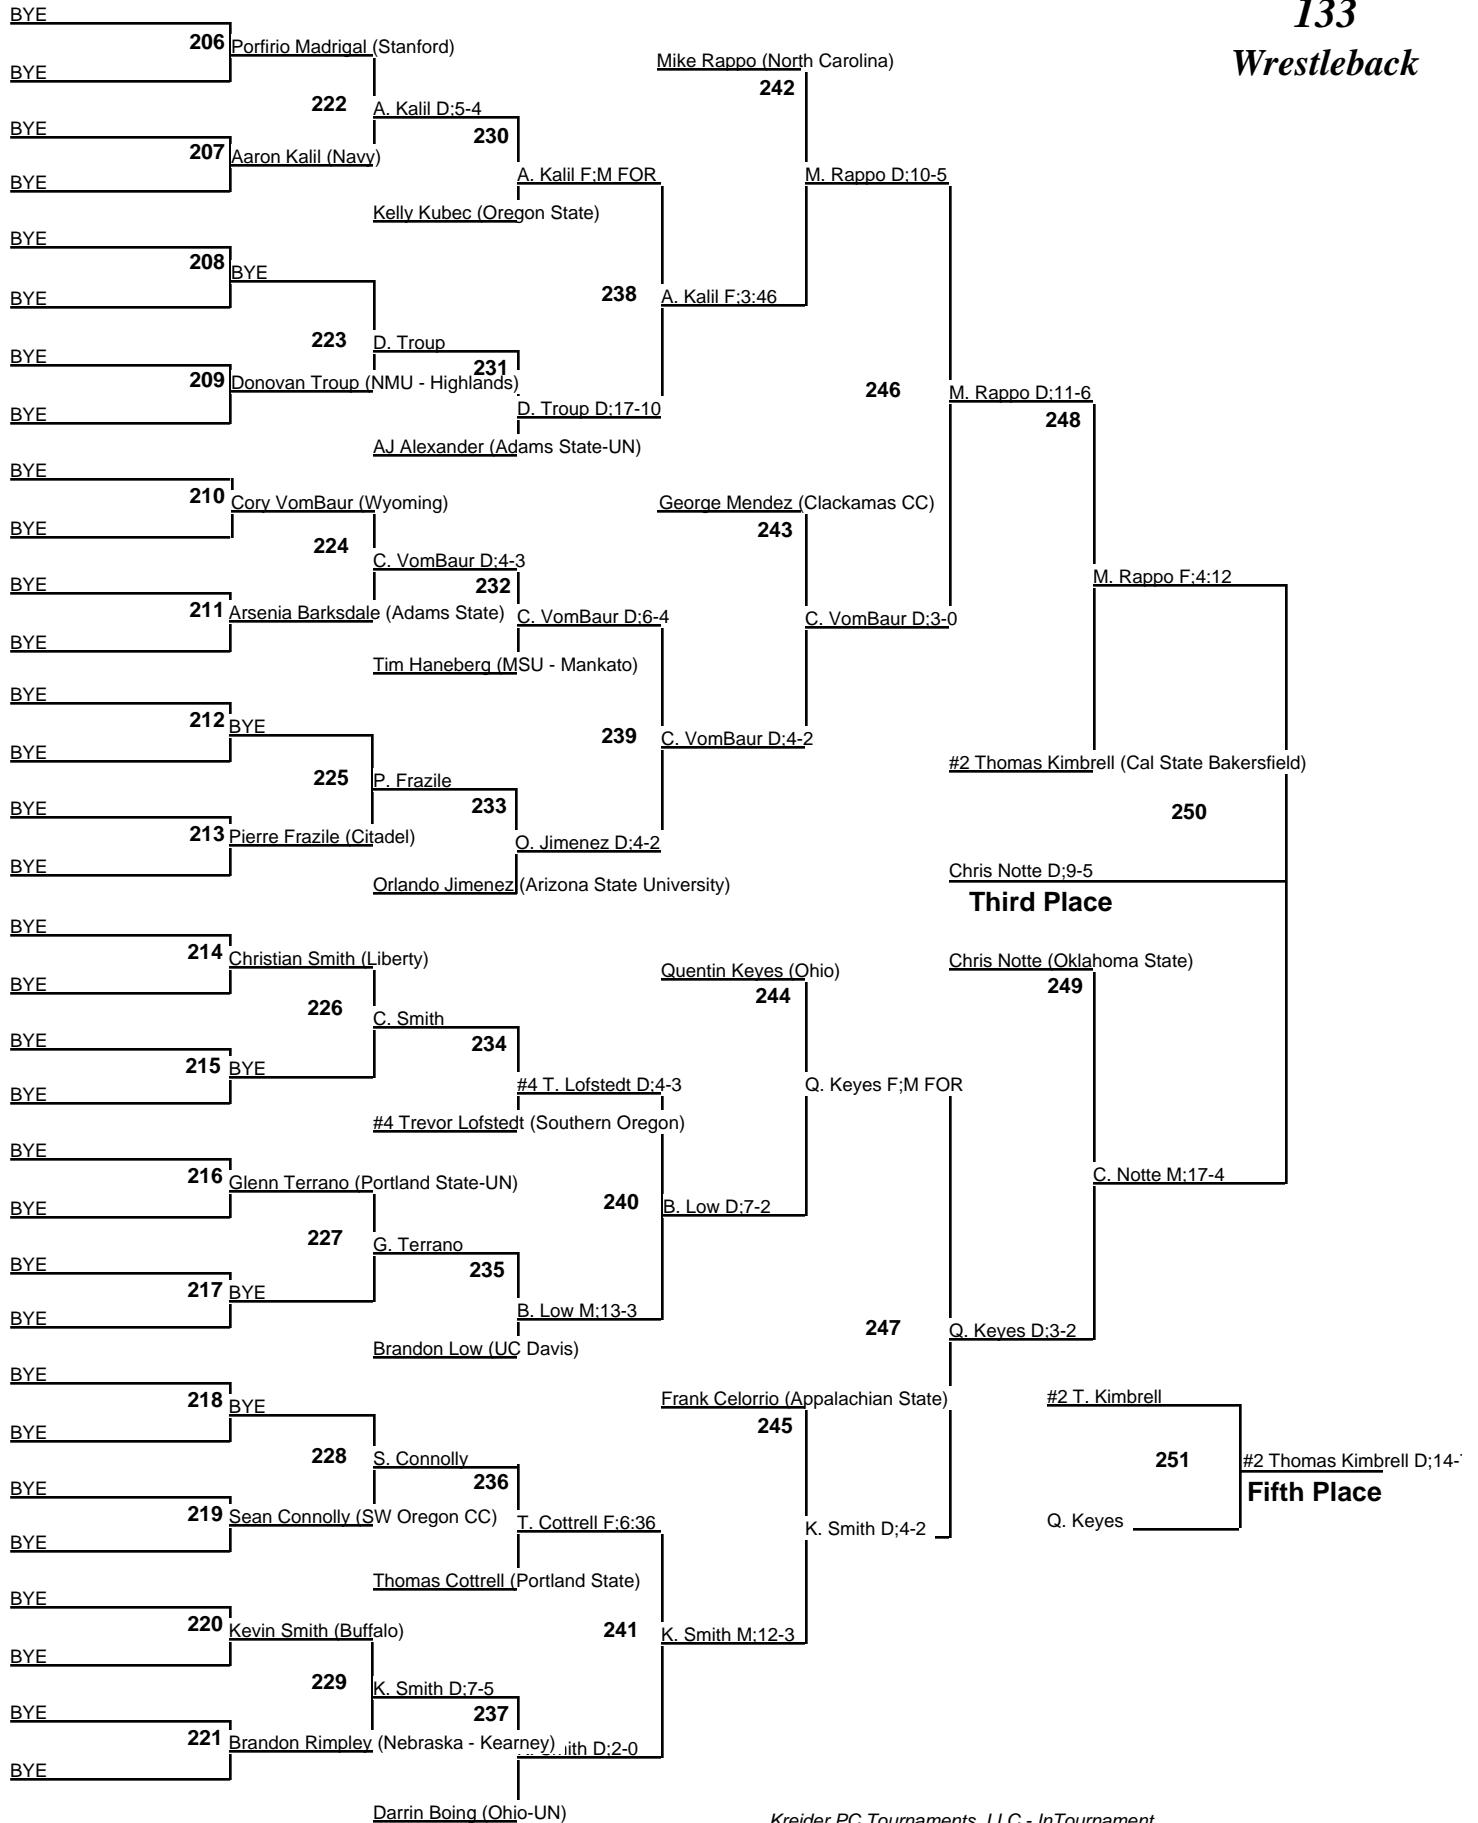 133
Wrestleback
BYE
206 Porfirio Madrigal (Stanford)
BYE
222 A. Kalil D;5-4
BYE
207 Aaron Kalil (Navy)
BYE
230 A. Kalil F;M FOR
Kelly Kubec (Oregon State)
BYE
208 BYE
BYE
223 D. Troup
BYE
209 Donovan Troup (NMU - Highlands)
BYE
231 D. Troup D;17-10
AJ Alexander (Adams State-UN)
238 A. Kalil F;3:46
Mike Rappo (North Carolina)
242
M. Rappo D;10-5
BYE
210 Cory VomBaur (Wyoming)
BYE
224 C. VomBaur D;4-3
BYE
211 Arsenia Barksdale (Adams State)
BYE
232 C. VomBaur D;6-4
Tim Haneberg (MSU - Mankato)
BYE
212 BYE
BYE
225 P. Frazile
BYE
213 Pierre Frazile (Citadel)
BYE
233 O. Jimenez D;4-2
Orlando Jimenez (Arizona State University)
239 C. VomBaur D;4-2
George Mendez (Clackamas CC)
243
C. VomBaur D;3-0
246 M. Rappo D;11-6
248
M. Rappo F;4:12
#2 Thomas Kimbrell (Cal State Bakersfield)
250
Chris Notte D;9-5
Third Place
BYE
214 Christian Smith (Liberty)
BYE
226 C. Smith
BYE
215 BYE
BYE
234 #4 T. Lofstedt D;4-3
#4 Trevor Lofstedt (Southern Oregon)
BYE
216 Glenn Terrano (Portland State-UN)
BYE
227 G. Terrano
BYE
217 BYE
BYE
235 B. Low M;13-3
Brandon Low (UC Davis)
240 B. Low D;7-2
Quentin Keyes (Ohio)
244
Q. Keyes F;M FOR
BYE
218 BYE
BYE
228 S. Connolly
BYE
219 Sean Connolly (SW Oregon CC)
BYE
236 T. Cottrell F;6:36
Thomas Cottrell (Portland State)
BYE
220 Kevin Smith (Buffalo)
BYE
229 K. Smith D;7-5
BYE
221 Brandon Rimpley (Nebraska - Kearney)
BYE
237 D;2-0
Darrin Boing (Ohio-UN)
241 K. Smith M;12-3
Frank Celorrio (Appalachian State)
245
K. Smith D;4-2
247 Q. Keyes D;3-2
Chris Notte (Oklahoma State)
249
C. Notte M;17-4
#2 T. Kimbrell
251 #2 Thomas Kimbrell
Fifth Place
Q. Keyes
Kreider PC Tournaments, LLC - InTournament